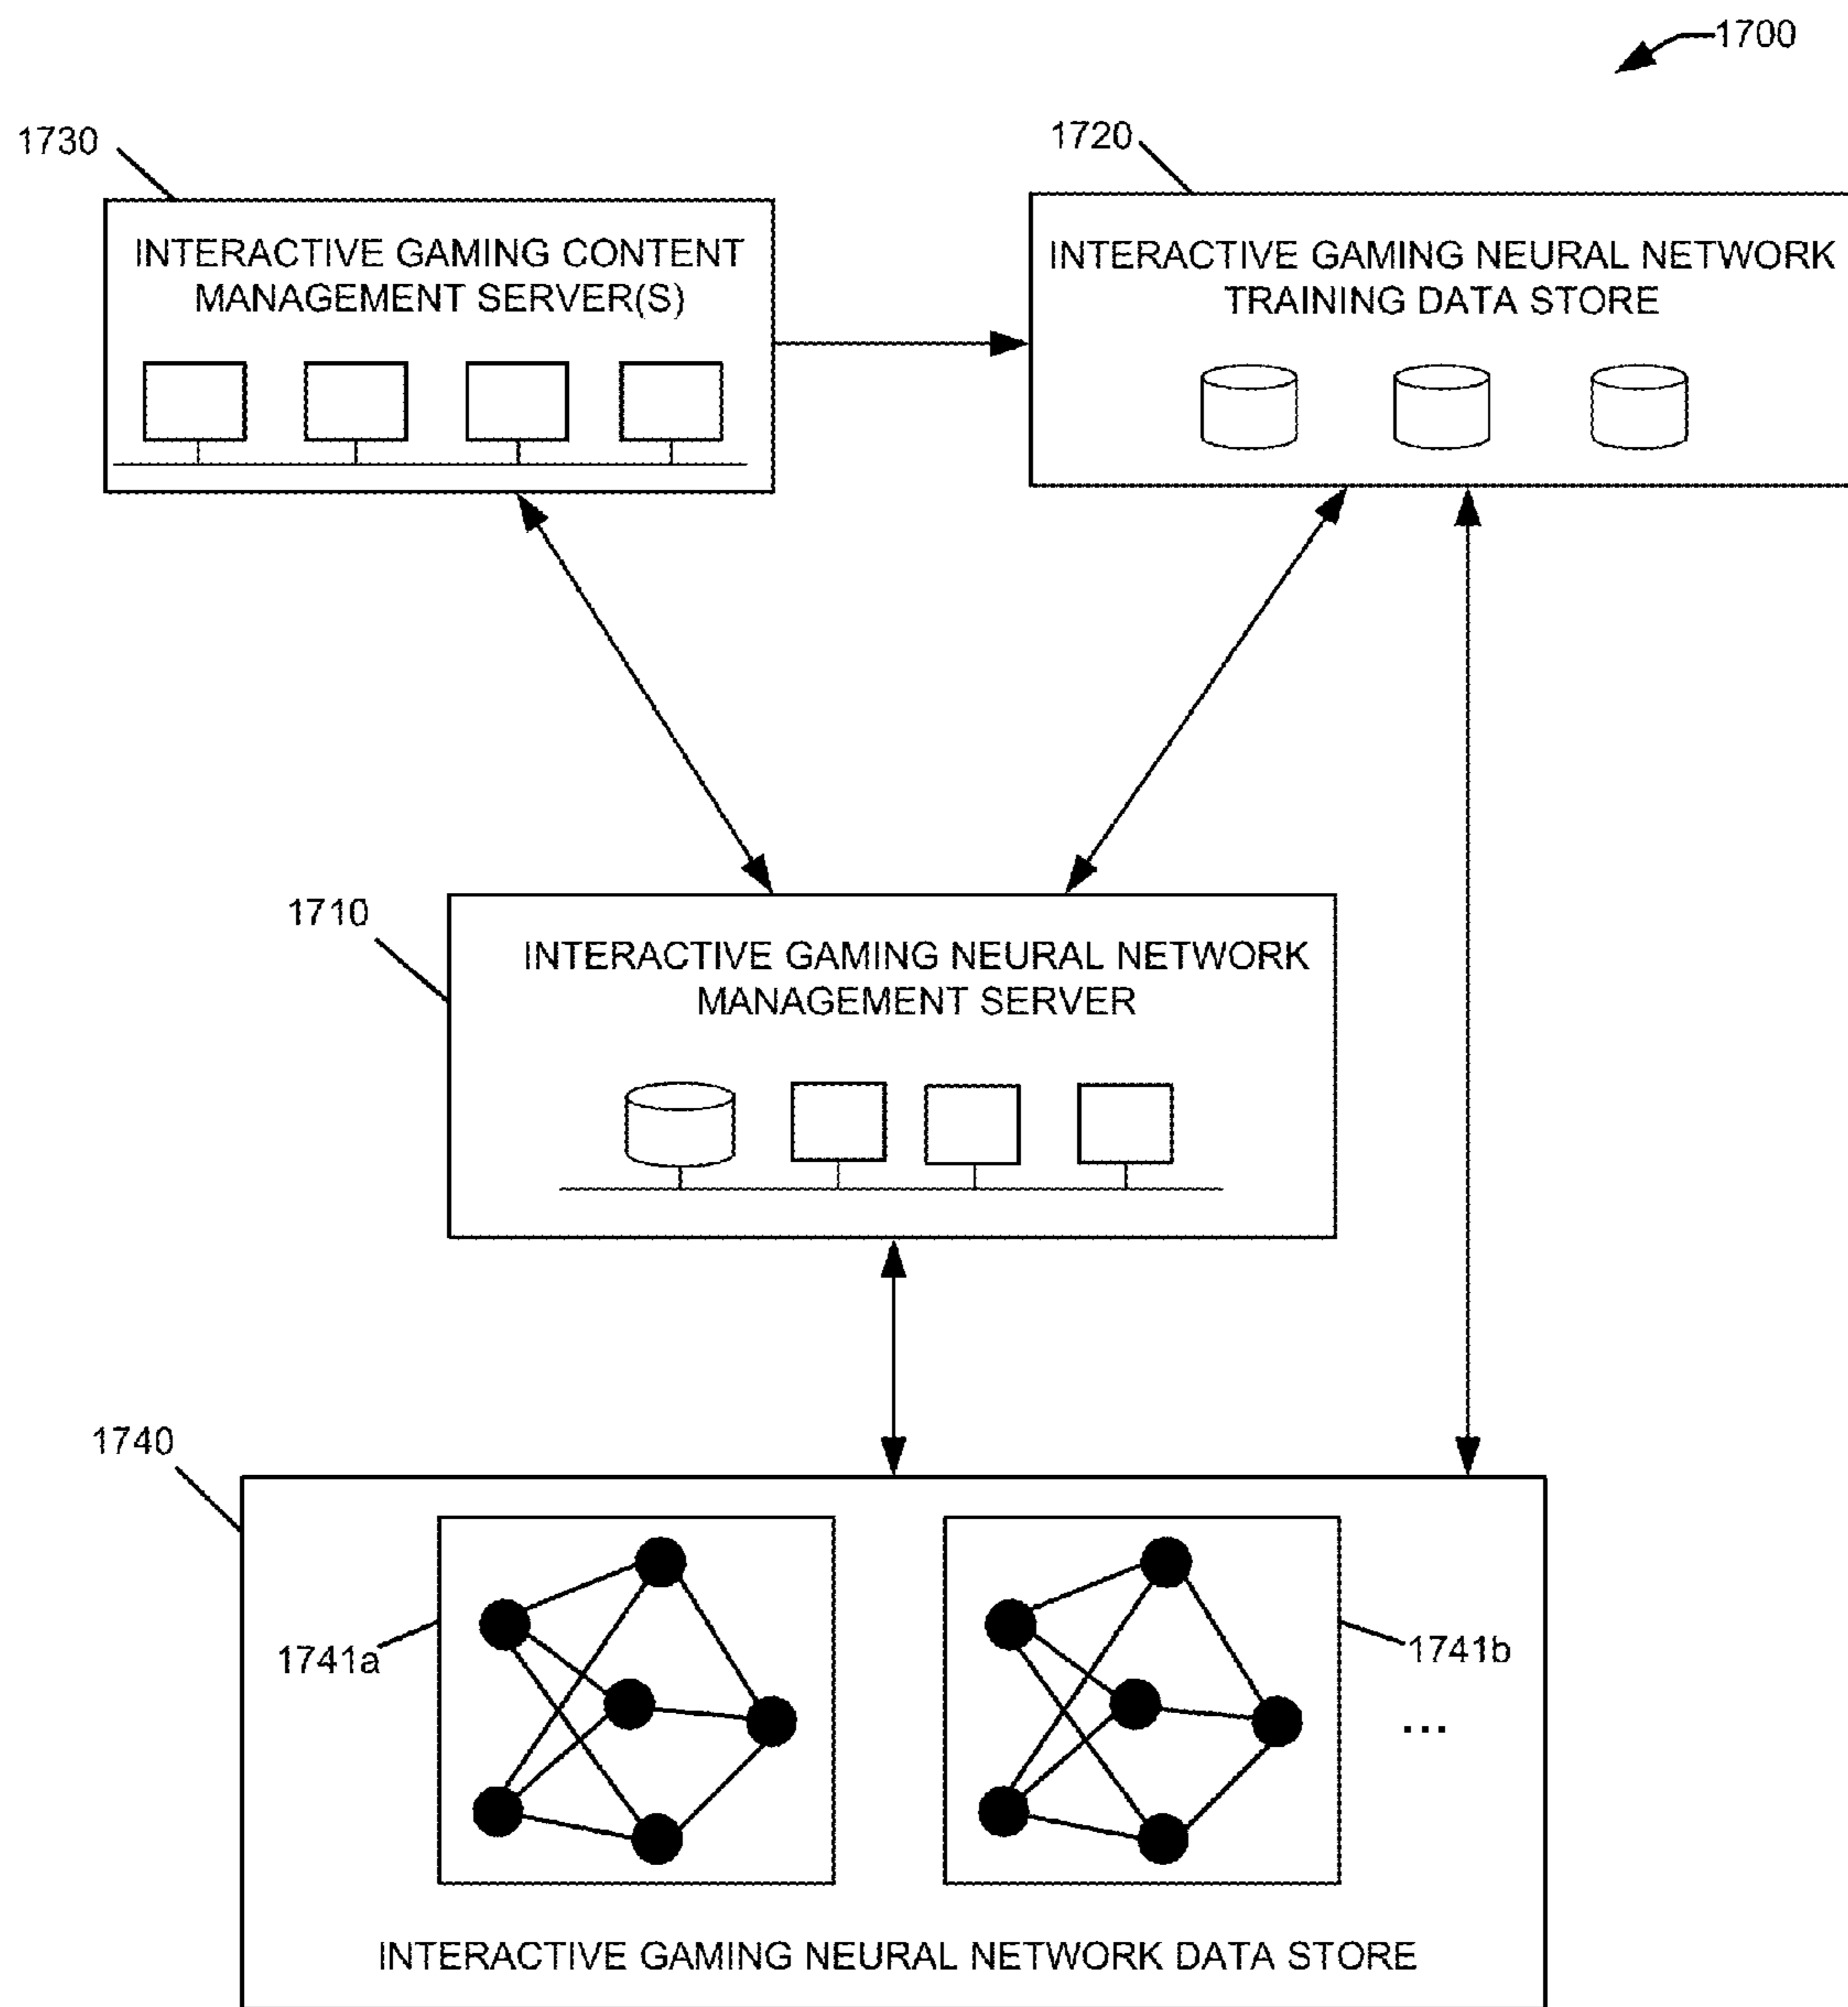 1700
1730
1720
INTERACTIVE GAMING CONTENT
MANAGEMENT SERVER(S)
INTERACTIVE GAMING NEURAL NETWORK
TRAINING DATA STORE
1710
INTERACTIVE GAMING NEURAL NETWORK
MANAGEMENT SERVER
1740
1741a
1741b
...
INTERACTIVE GAMING NEURAL NETWORK DATA STORE